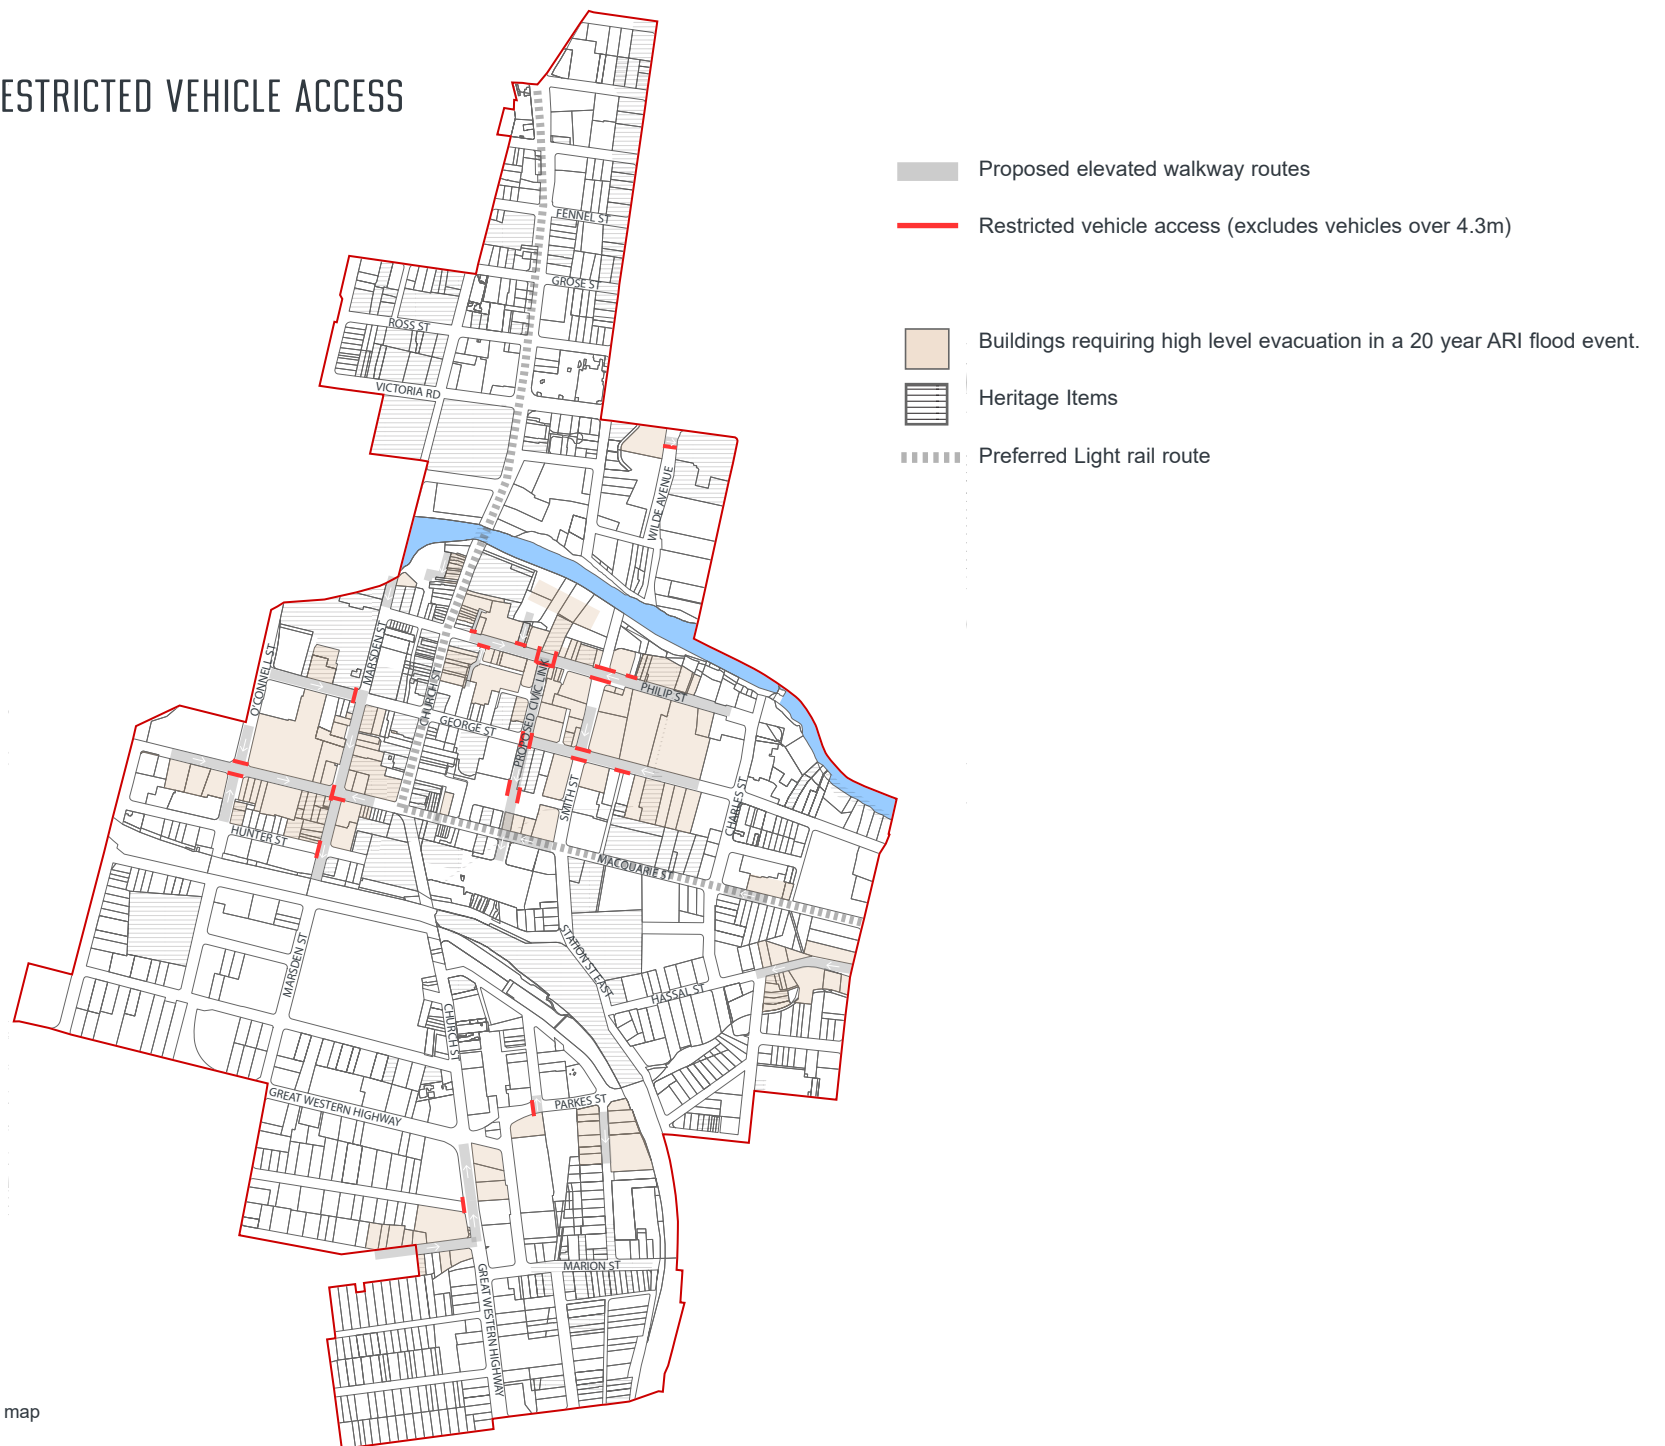 ESTRICTED VEHICLE ACCESS
Proposed elevated walkway routes
Restricted vehicle access (excludes vehicles over 4.3m)
Buildings requiring high level evacuation in a 20 year ARI flood event.
Heritage Items
Preferred Light rail route
FENNEL ST
GROSE ST
ROSS ST
VICTORIA RD
WILDE AVENUE
O'CONNELL ST
MARSDEN ST
CHURCH ST
PROPOSED CIVIC LINK
PHILIP ST
GEORGE ST
SMITH ST
CHARLES ST
HUNTER ST
MACQUARIE ST
MARSDEN ST
STATION ST EAST
HASSAL ST
CHURCH ST
GREAT WESTERN HIGHWAY
PARKES ST
MARION ST
GREAT WESTERN HIGHWAY
map